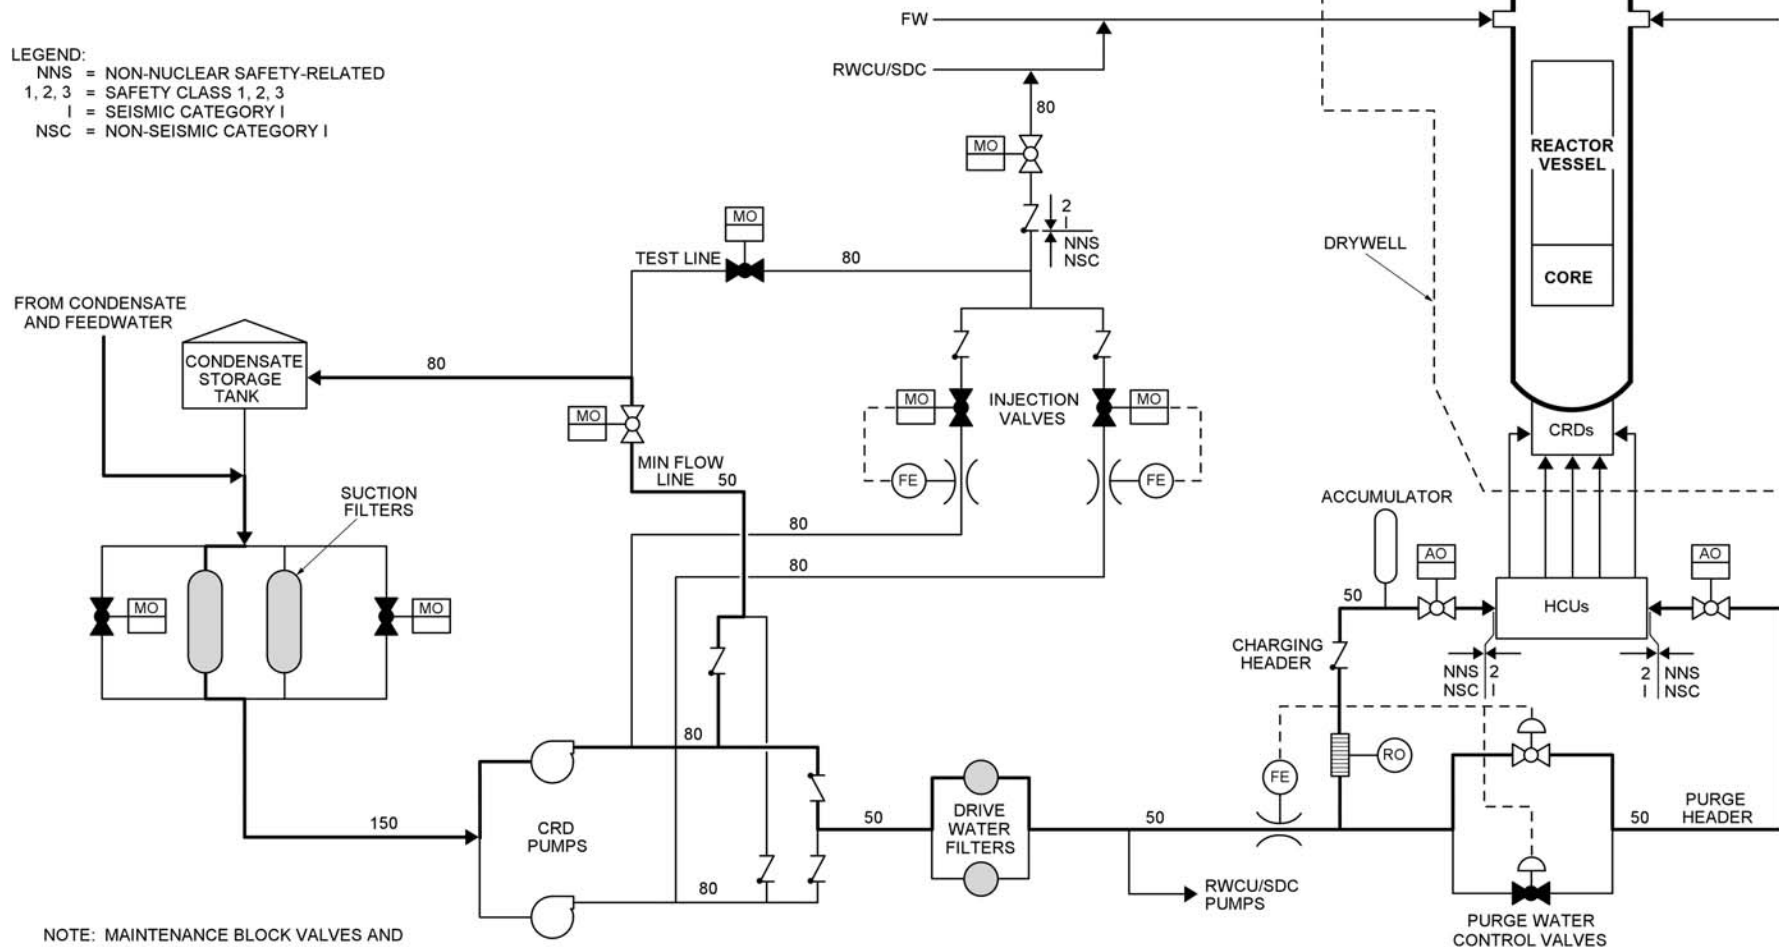 FW
LEGEND:
NNS = NON-NUCLEAR SAFETY-RELATED
1, 2, 3 = SAFETY CLASS 1, 2, 3
I = SEISMIC CATEGORY I
NSC = NON-SEISMIC CATEGORY I
RWCU/SDC
80
MO
REACTOR
VESSEL
2
I
NNS
NSC
MO
TEST LINE
80
DRYWELL
CORE
FROM CONDENSATE
AND FEEDWATER
CONDENSATE
STORAGE
TANK
80
MO
MO
INJECTION
VALVES
MO
CRDs
MIN FLOW
LINE
50
FE
FE
SUCTION
FILTERS
ACCUMULATOR
80
80
AO
AO
MO
MO
50
HCUs
CHARGING
HEADER
NNS
NSC
2
I
2
I
NNS
NSC
80
FE
RO
150
CRD
PUMPS
50
DRIVE
WATER
FILTERS
50
50
PURGE
HEADER
80
RWCU/SDC
PUMPS
PURGE WATER
CONTROL VALVES
NOTE: MAINTENANCE BLOCK VALVES AND